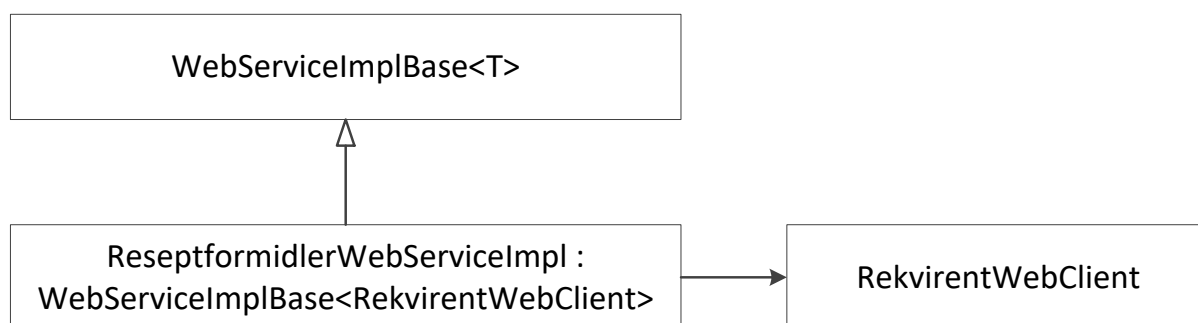 WebServiceImplBase<T>
ReseptformidlerWebServiceImpl :
WebServiceImplBase<RekvirentWebClient>
RekvirentWebClient